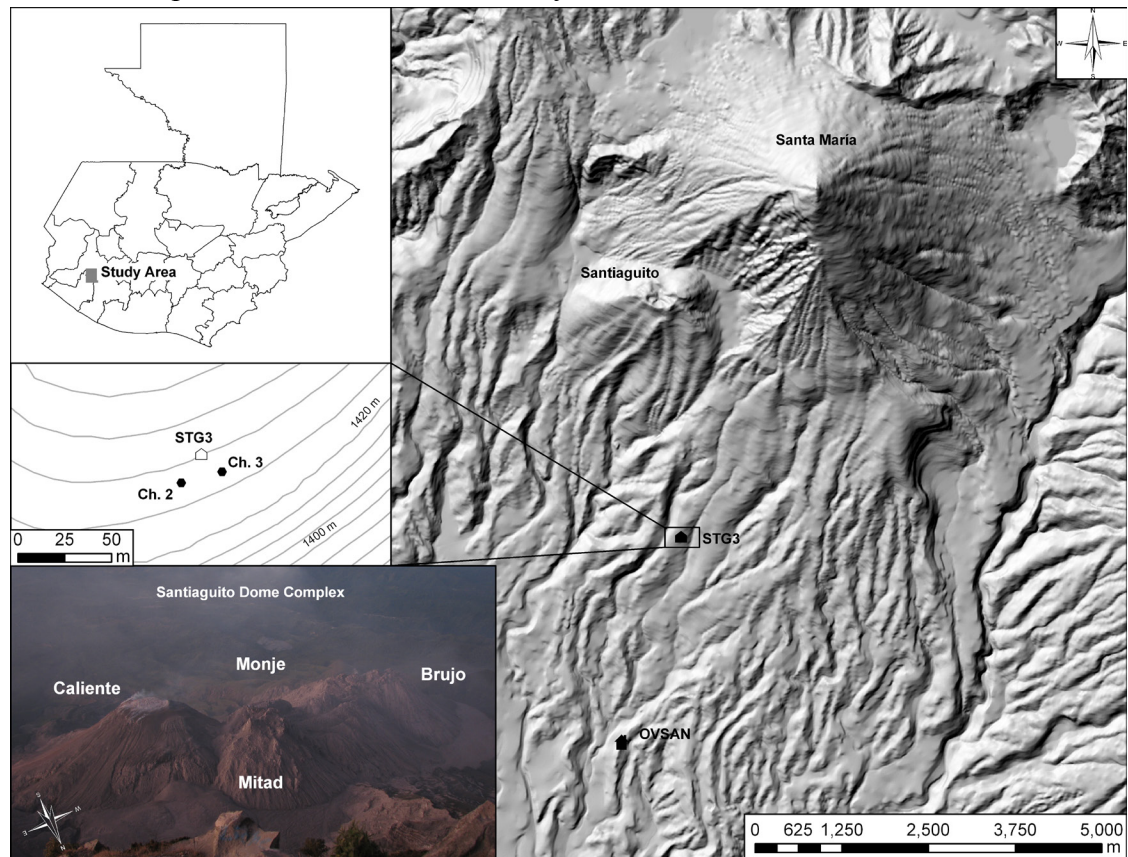 N
W
E
S
Santa Maria
Study Area
Santiaguito
1420 m
STG3
Ch. 3
Ch. 2
1400 m
0 25 50
m
STG3
Santiaguito Dome Complex
Monje
Brujo
Caliente
Mitad
S
W
E
N
OVSAN
0 625 1,250 2,500 3,750 5,000
m